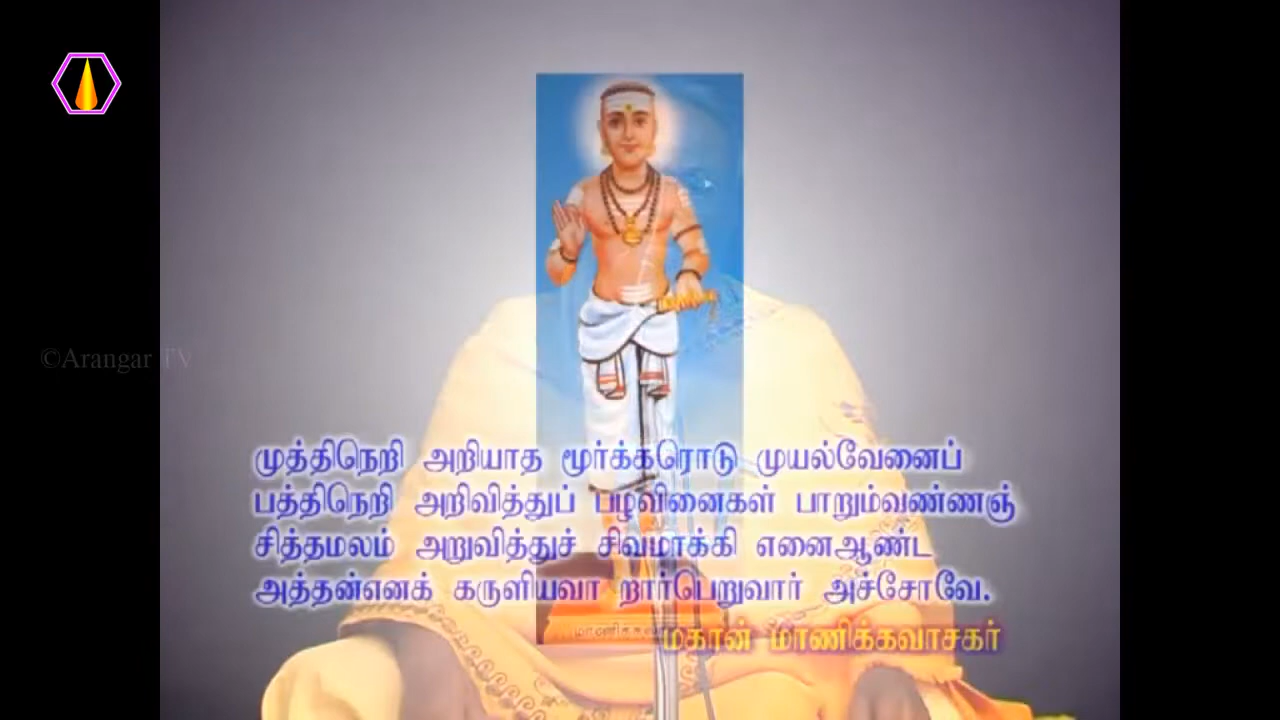 ©Arangar TV
முத்திநெறி அறியாத மூர்க்கரொடு முயல்வேனைப்
பத்திநெறி அறிவித்துப் பழவினைகள் பாறும்வண்ணஞ்
சித்தமலம் அறுவித்துச் சிவமாக்கி எனைஆண்ட
அத்தன்எனக் கருளியவா றார்பெறுவார் அச்சோவே.
மகான் மாணிக்கவாசகர்